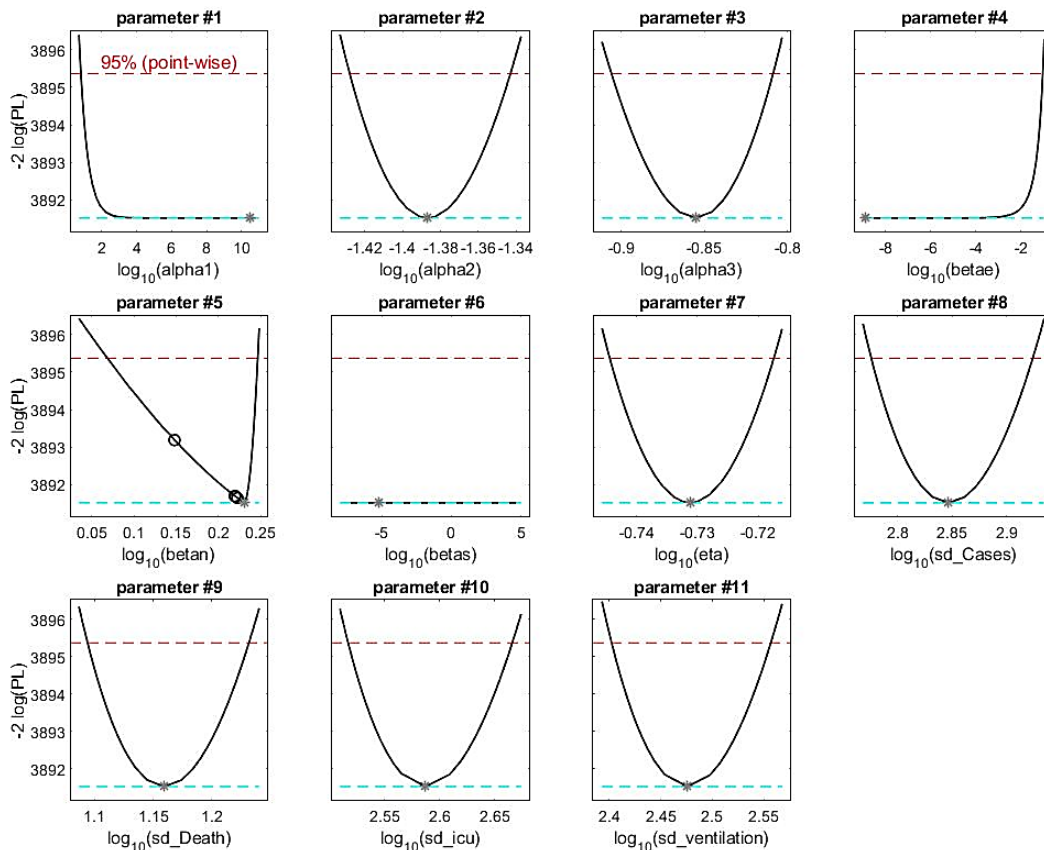 parameter #1 parameter #2 parameter #3 parameter #4
-2 log(PL)
3896
3895
3894
3893
3892
95% (point-wise)
2 4 6 8 10
-1.42 -1.4 -1.38 -1.36 -1.34
-0.9 -0.85 -0.8
-8 -6 -4 -2
log10(alpha1) log10(alpha2) log10(alpha3) log10(betae)
parameter #5 parameter #6 parameter #7 parameter #8
-2 log(PL)
3896
3895
3894
3893
3892
0.05 0.1 0.15 0.2 0.25
-5 0 5
-0.74 -0.73 -0.72
2.8 2.85 2.9
log10(betan) log10(betas) log10(eta) log10(sd_Cases)
parameter #9 parameter #10 parameter #11
-2 log(PL)
3896
3895
3894
3893
3892
1.1 1.15 1.2
2.55 2.6 2.65
2.4 2.45 2.5 2.55
log10(sd_Death) log10(sd_icu) log10(sd_ventilation)